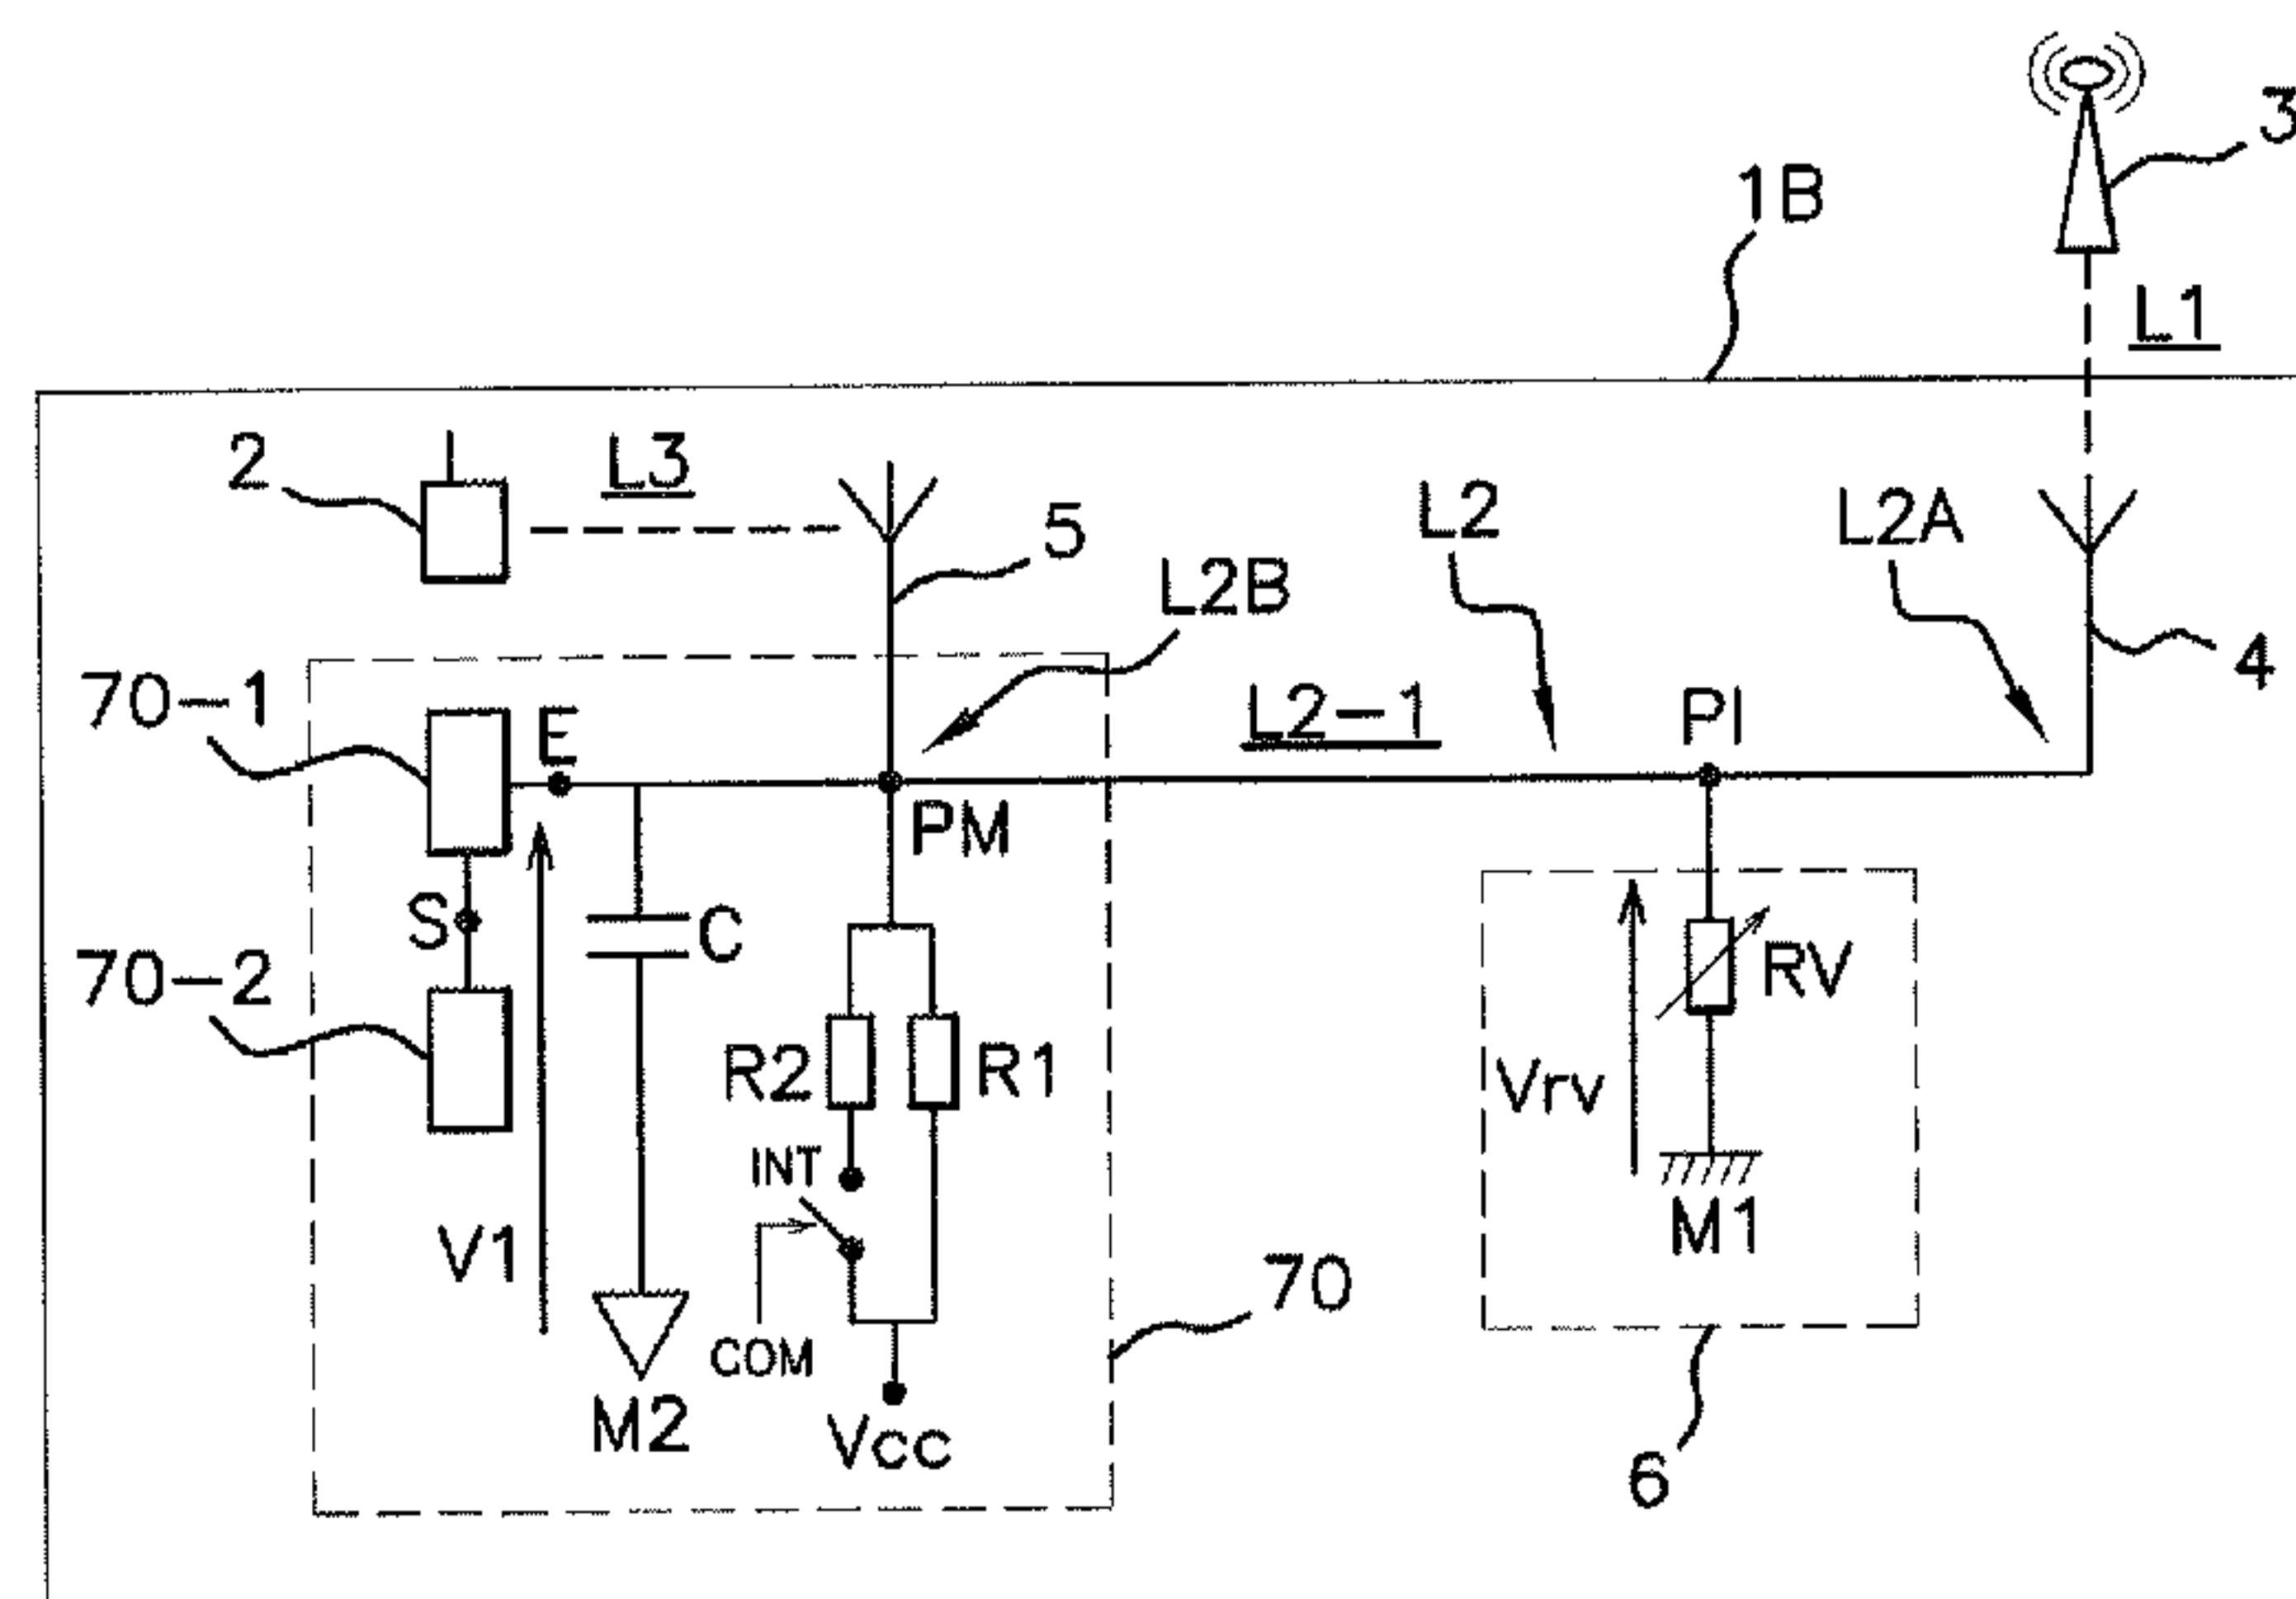 3
1B
L1
2
L3
5
L2
L2A
L2B
4
70-1
E
L2-1
PI
PM
S
C
70-2
RV
R2
R1
Vrv
INT
V1
M1
70
COM
M2
Vcc
6